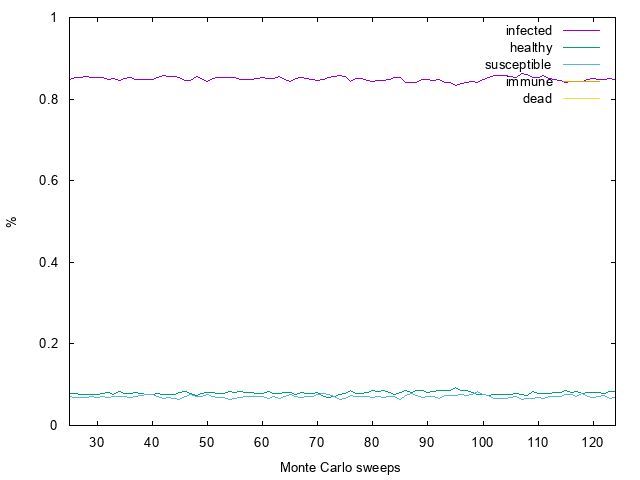 1
0.8
0.6
0.4
0.2
0
%
30 40 50 60 70 80 90 100 110 120
Monte Carlo sweeps
infected
healthy
susceptible
immune
dead